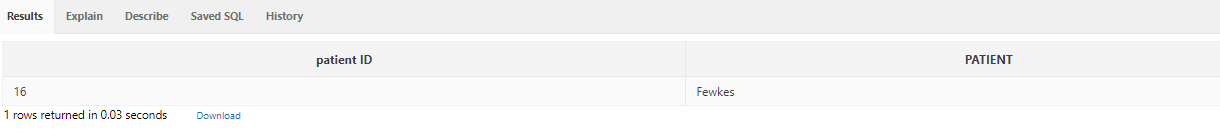 Results Explain Describe Saved SQL History
patient ID PATIENT
16 Fewkes
1 rows returned in 0.03 seconds Download